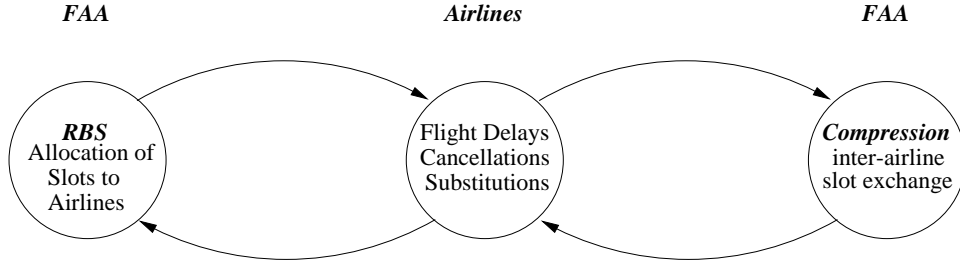 FAA
Airlines
FAA
RBS
Allocation of
Slots to
Airlines
Flight Delays
Cancellations
Substitutions
Compression
inter-airline
slot exchange